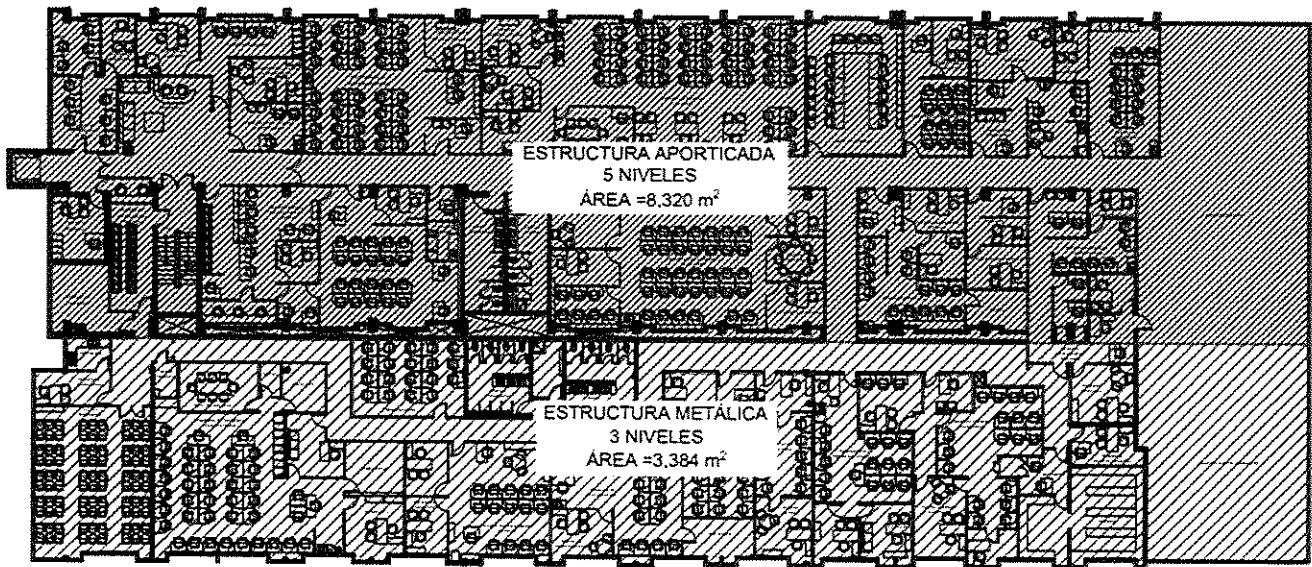 ESTRUCTURA APORTICADA
5 NIVELES
ÁREA =8,320 m²
ESTRUCTURA METÁLICA
3 NIVELES
ÁREA =3,384 m²